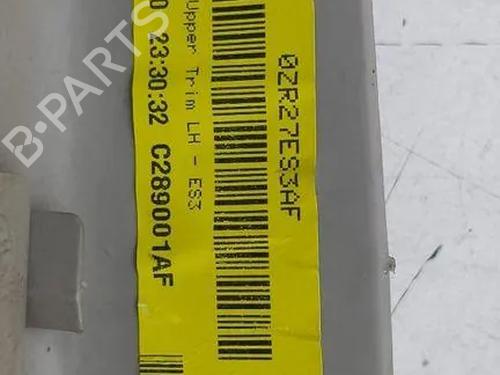 0ZR27ES3AF
Upper Trim LH - ES3
23:30:32 C289001AF
B-PARTS